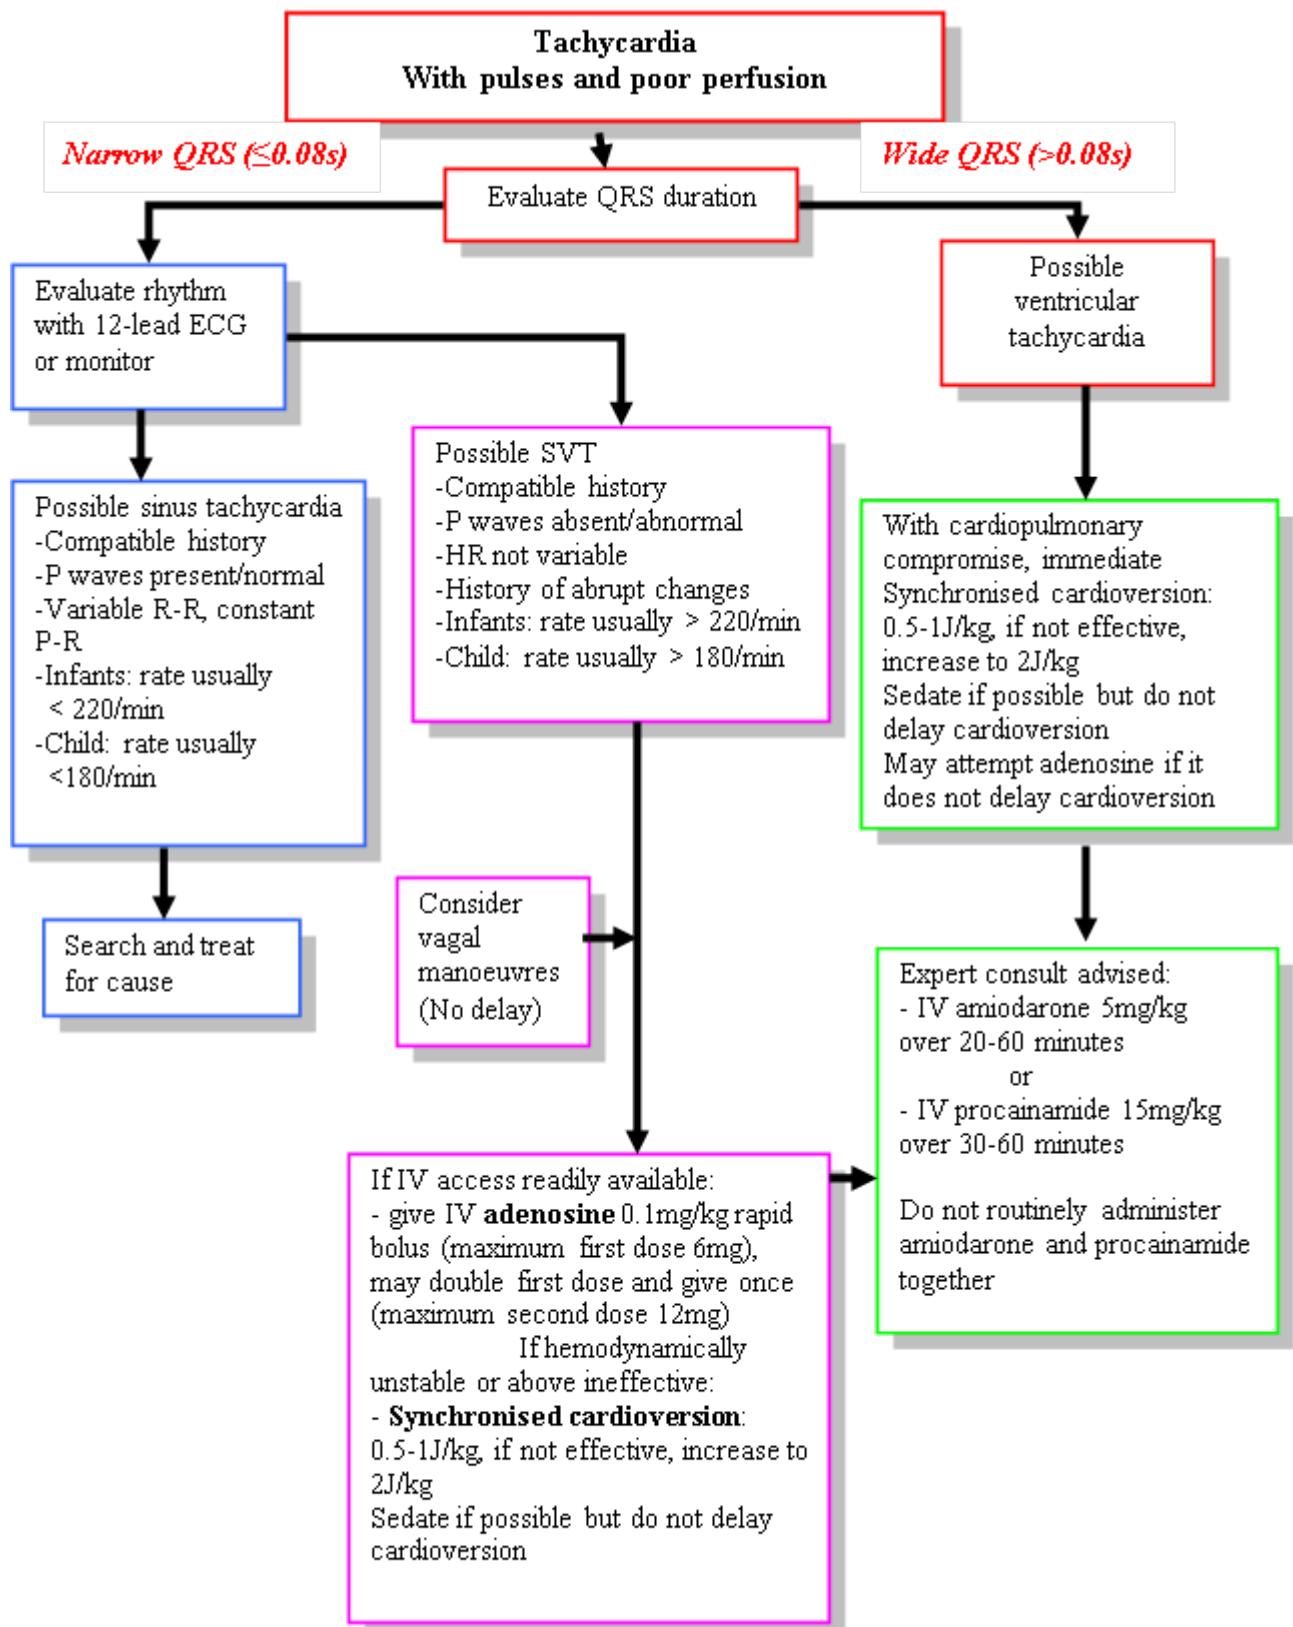 Tachycardia
With pulses and poor perfusion
Narrow QRS (≤0.08s)
Wide QRS (>0.08s)
Evaluate QRS duration
Evaluate rhythm
with 12-lead ECG
or monitor
Possible
ventricular
tachycardia
Possible sinus tachycardia
-Compatible history
-P waves present/normal
-Variable R-R, constant
P-R
-Infants: rate usually
< 220/min
-Child: rate usually
<180/min
Possible SVT
-Compatible history
-P waves absent/abnormal
-HR not variable
-History of abrupt changes
-Infants: rate usually > 220/min
-Child: rate usually > 180/min
With cardiopulmonary
compromise, immediate
Synchronised cardioversion:
0.5-1J/kg, if not effective,
increase to 2J/kg
Sedate if possible but do not
delay cardioversion
May attempt adenosine if it
does not delay cardioversion
Search and treat
for cause
Consider
vagal
manoeuvres
(No delay)
Expert consult advised:
- IV amiodarone 5mg/kg
over 20-60 minutes
or
- IV procainamide 15mg/kg
over 30-60 minutes
Do not routinely administer
amiodarone and procainamide
together
If IV access readily available:
- give IV adenosine 0.1mg/kg rapid
bolus (maximum first dose 6mg),
may double first dose and give once
(maximum second dose 12mg)
If hemodynamically
unstable or above ineffective:
- Synchronised cardioversion:
0.5-1J/kg, if not effective, increase to
2J/kg
Sedate if possible but do not delay
cardioversion